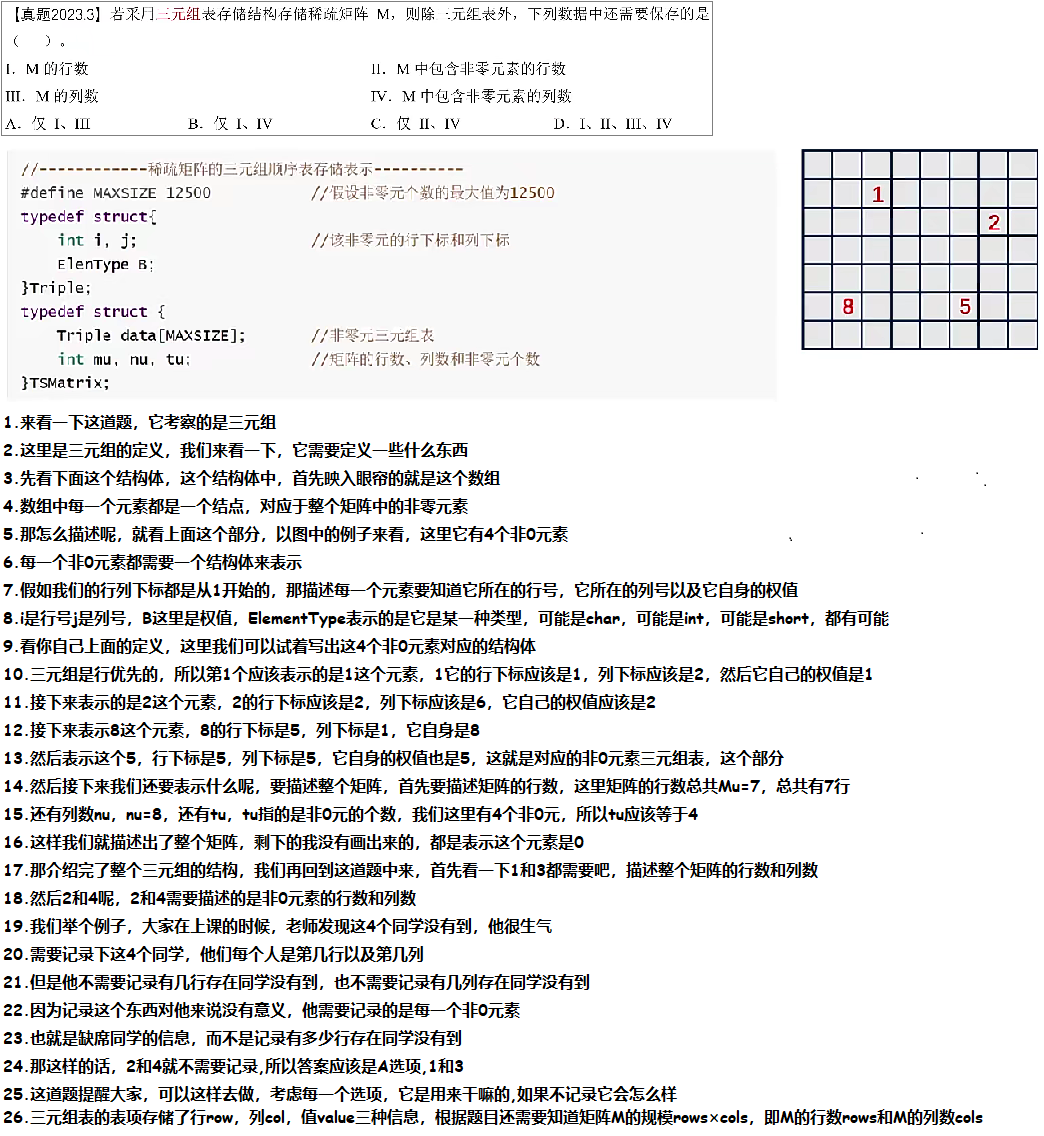 【真题2023.3】若采用三元组表存储结构存储稀疏矩阵 M，则除三元组表外，下列数据中还需要保存的是
（    ）。
I．M 的行数    II．M 中包含非零元素的行数
III．M 的列数    IV．M 中包含非零元素的列数
A．仅 I、III    B．仅 I、IV    C．仅 II、IV    D．I、II、III、IV
//------------稀疏矩阵的三元组顺序表存储表示----------
#define MAXSIZE 12500    //假设非零元个数的最大值为12500
typedef struct{
int i, j;    //该非零元的行下标和列下标
ElenType B;
}Triple;
typedef struct {
Triple data[MAXSIZE];    //非零元三元组表
int mu, nu, tu;    //矩阵的行数、列数和非零元个数
}TSMatrix;
1
2
8    5
1.来看一下这道题，它考察的是三元组
2.这里是三元组的定义，我们来看一下，它需要定义一些什么东西
3.先看下面这个结构体，这个结构体中，首先映入眼帘的就是这个数组
4.数组中每一个元素都是一个结点，对应于整个矩阵中的非零元素
5.那怎么描述呢，就看上面这个部分，以图中的例子来看，这里它有4个非0元素
6.每一个非0元素都需要一个结构体来表示
7.假如我们的行列下标都是从1开始的，那描述每一个元素要知道它所在的行号，它所在的列号以及它自身的权值
8.i是行号j是列号，B这里是权值，ElementType表示的是它是某一种类型，可能是char，可能是int，可能是short，都有可能
9.看你自己上面的定义，这里我们可以试着写出这4个非0元素对应的结构体
10.三元组是行优先的，所以第1个应该表示的是1这个元素，1它的行下标应该是1，列下标应该是2，然后它自己的权值是1
11.接下来表示的是2这个元素，2的行下标应该是2，列下标应该是6，它自己的权值应该是2
12.接下来表示8这个元素，8的行下标是5，列下标是1，它自身是8
13.然后表示这个5，行下标是5，列下标是5，它自身的权值也是5，这就是对应的非0元素三元组表，这个部分
14.然后接下来我们还要表示什么呢，要描述整个矩阵，首先要描述矩阵的行数，这里矩阵的行数总共Mu=7，总共有7行
15.还有列数nu，nu=8，还有tu，tu指的是非0元的个数，我们这里有4个非0元，所以tu应该等于4
16.这样我们就描述出了整个矩阵，剩下的我没有画出来的，都是表示这个元素是0
17.那介绍完了整个三元组的结构，我们再回到这道题中来，首先看一下1和3都需要吧，描述整个矩阵的行数和列数
18.然后2和4呢，2和4需要描述的是非0元素的行数和列数
19.我们举个例子，大家在上课的时候，老师发现这4个同学没有到，他很生气
20.需要记录下这4个同学，他们每个人是第几行以及第几列
21.但是他不需要记录有几行存在同学没有到，也不需要记录有几列存在同学没有到
22.因为记录这个东西对他来说没有意义，他需要记录的是每一个非0元素
23.也就是缺席同学的信息，而不是记录有多少行存在同学没有到
24.那这样的话，2和4就不需要记录,所以答案应该是A选项,1和3
25.这道题提醒大家，可以这样去做，考虑每一个选项，它是用来干嘛的,如果不记录它会怎么样
26.三元组表的表项存储了行row，列col，值value三种信息，根据题目还需要知道矩阵M的规模rows×cols，即M的行数rows和M的列数cols